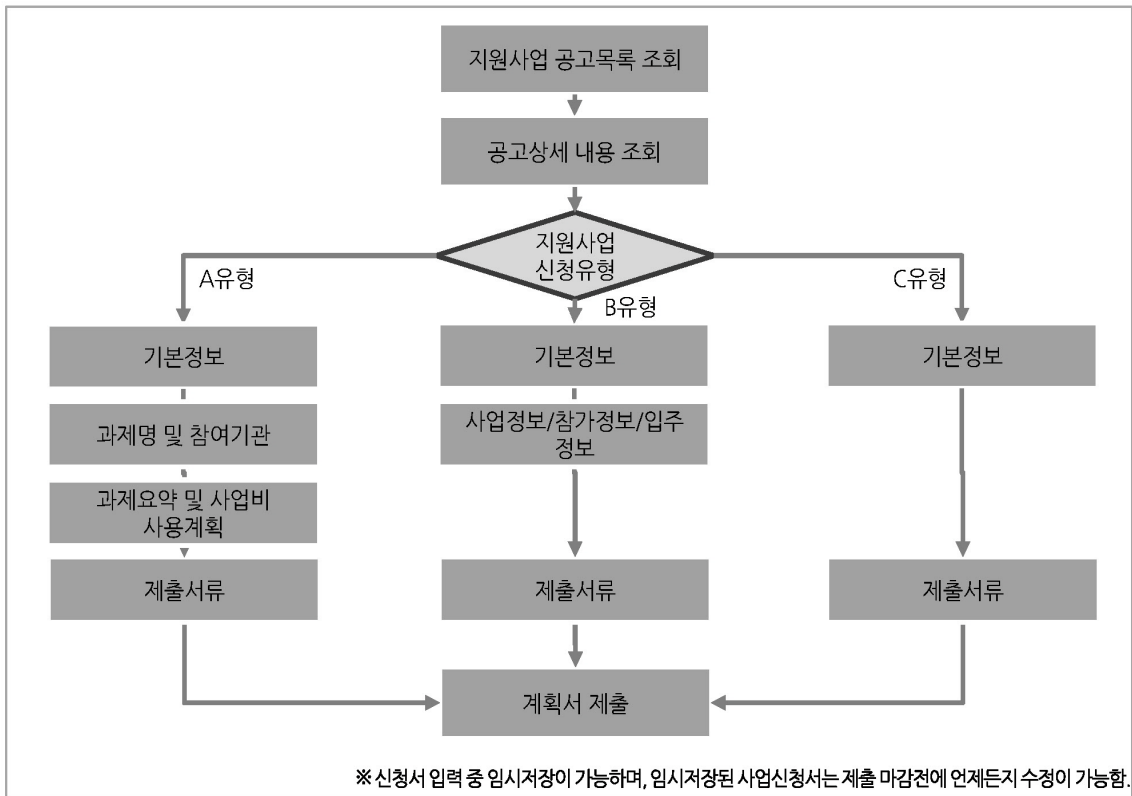 지원사업 공고목록 조회
공고상세 내용 조회
지원사업
신청유형
A유형
B유형
C유형
기본정보
기본정보
기본정보
과제명 및 참여기관
사업정보/참가정보/입주
정보
과제요약 및 사업비
사용계획
제출서류
제출서류
제출서류
계획서 제출
※ 신청서 입력 중 임시저장이 가능하며, 임시저장된 사업신청서는 제출 마감전에 언제든지 수정이 가능함.